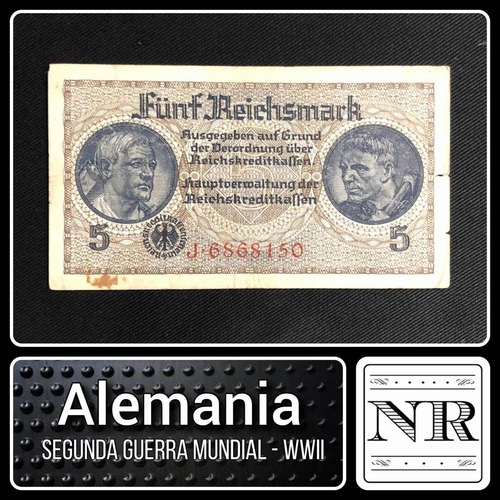 Fünf Reichsmark
Ausgegeben auf Grund
der Verordnung über
Reichskreditkassen.
Hauptverwaltung der
Reichskreditkassen
5
5
J·6868150
Alemania
SEGUNDA GUERRA MUNDIAL - WWII
NR